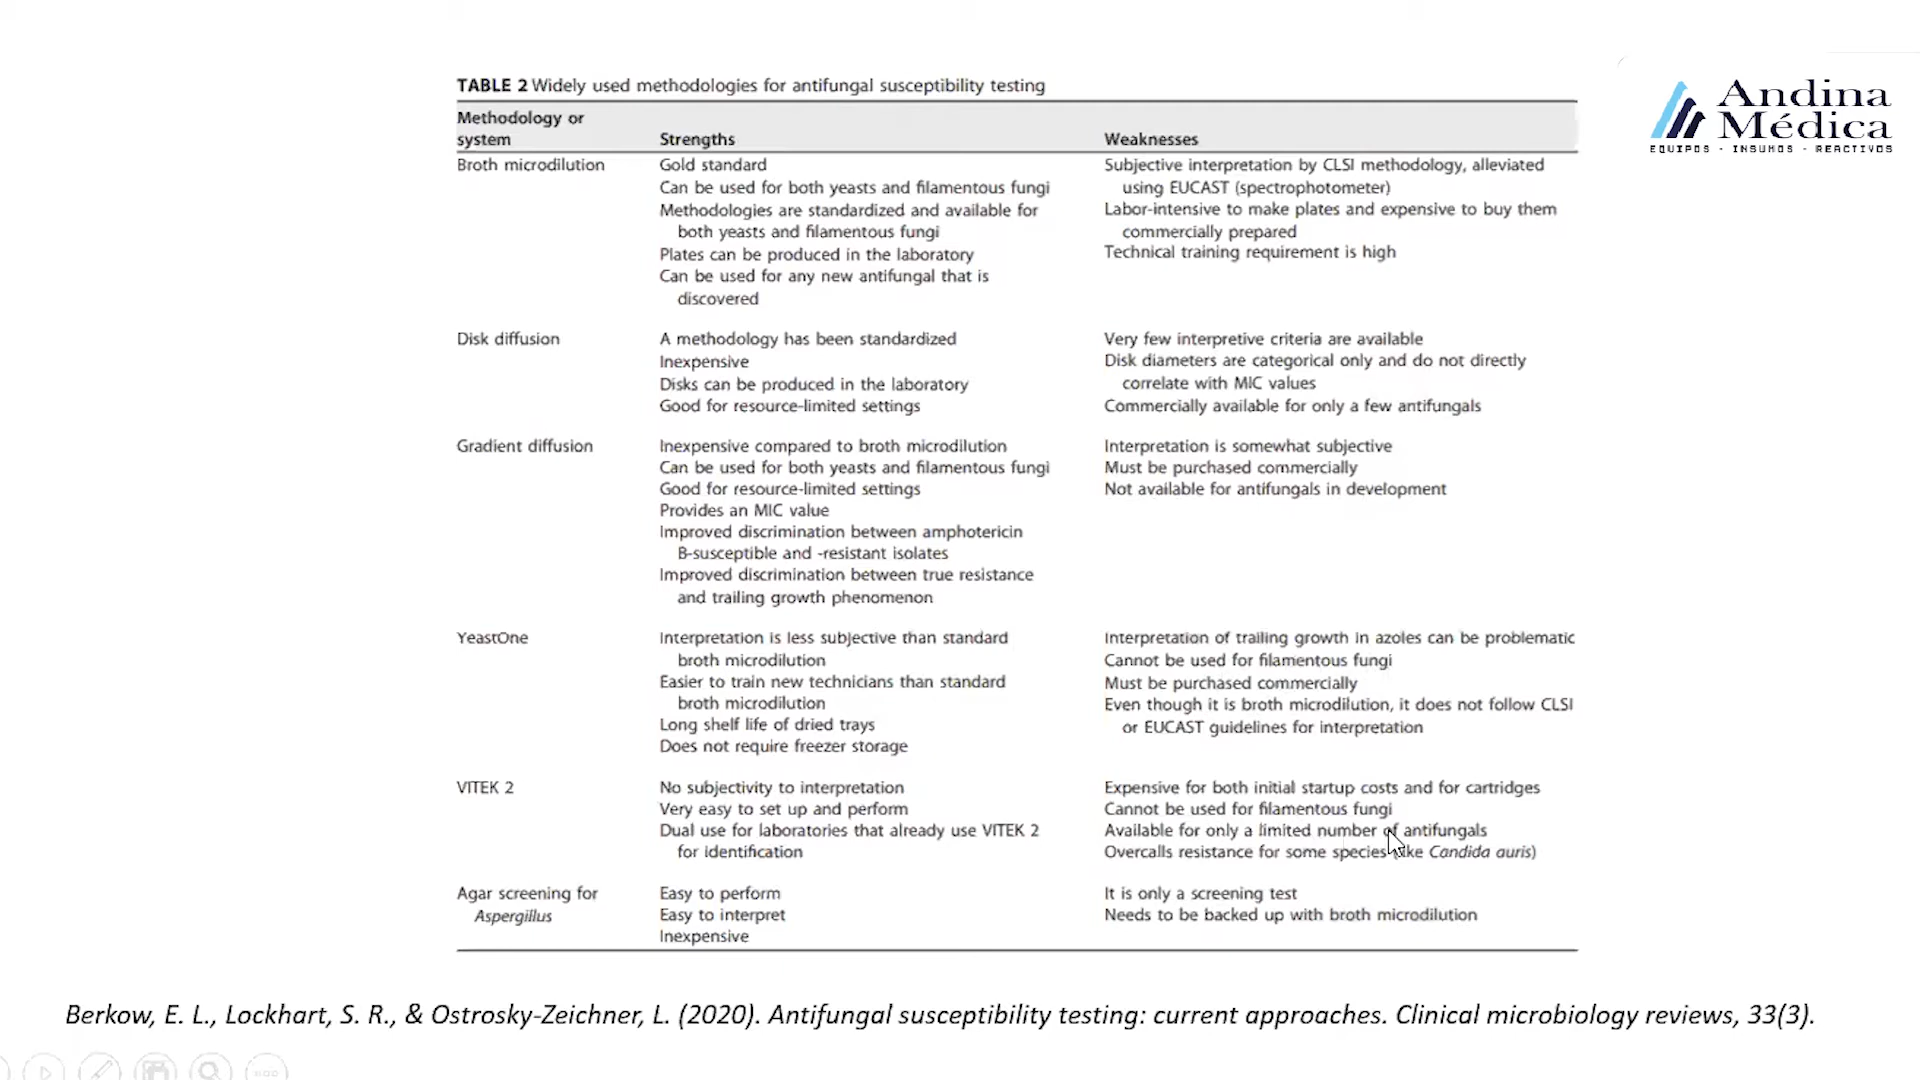 Andina
Médica
EQUIPOS - INSUMOS - REACTIVOS
TABLE 2 Widely used methodologies for antifungal susceptibility testing
Methodology or
system Strengths Weaknesses
Broth microdilution Gold standard Subjective interpretation by CLSI methodology, alleviated
Can be used for both yeasts and filamentous fungi using EUCAST (spectrophotometer)
Methodologies are standardized and available for Labor-intensive to make plates and expensive to buy them
both yeasts and filamentous fungi commercially prepared
Plates can be produced in the laboratory Technical training requirement is high
Can be used for any new antifungal that is
discovered
Disk diffusion A methodology has been standardized Very few interpretive criteria are available
Inexpensive Disk diameters are categorical only and do not directly
Disks can be produced in the laboratory correlate with MIC values
Good for resource-limited settings Commercially available for only a few antifungals
Gradient diffusion Inexpensive compared to broth microdilution Interpretation is somewhat subjective
Can be used for both yeasts and filamentous fungi Must be purchased commercially
Good for resource-limited settings Not available for antifungals in development
Provides an MIC value
Improved discrimination between amphotericin
B-susceptible and -resistant isolates
Improved discrimination between true resistance
and trailing growth phenomenon
YeastOne Interpretation is less subjective than standard Interpretation of trailing growth in azoles can be problematic
broth microdilution Cannot be used for filamentous fungi
Easier to train new technicians than standard Must be purchased commercially
broth microdilution Even though it is broth microdilution, it does not follow CLSI
Long shelf life of dried trays or EUCAST guidelines for interpretation
Does not require freezer storage
VITEK 2 No subjectivity to interpretation Expensive for both initial startup costs and for cartridges
Very easy to set up and perform Cannot be used for filamentous fungi
Dual use for laboratories that already use VITEK 2 Available for only a limited number of antifungals
for identification Overcalls resistance for some species (like Candida auris)
Agar screening for Easy to perform It is only a screening test
Aspergillus Easy to interpret Needs to be backed up with broth microdilution
Inexpensive
Berkow, E. L., Lockhart, S. R., & Ostrosky-Zeichner, L. (2020). Antifungal susceptibility testing: current approaches. Clinical microbiology reviews, 33(3).